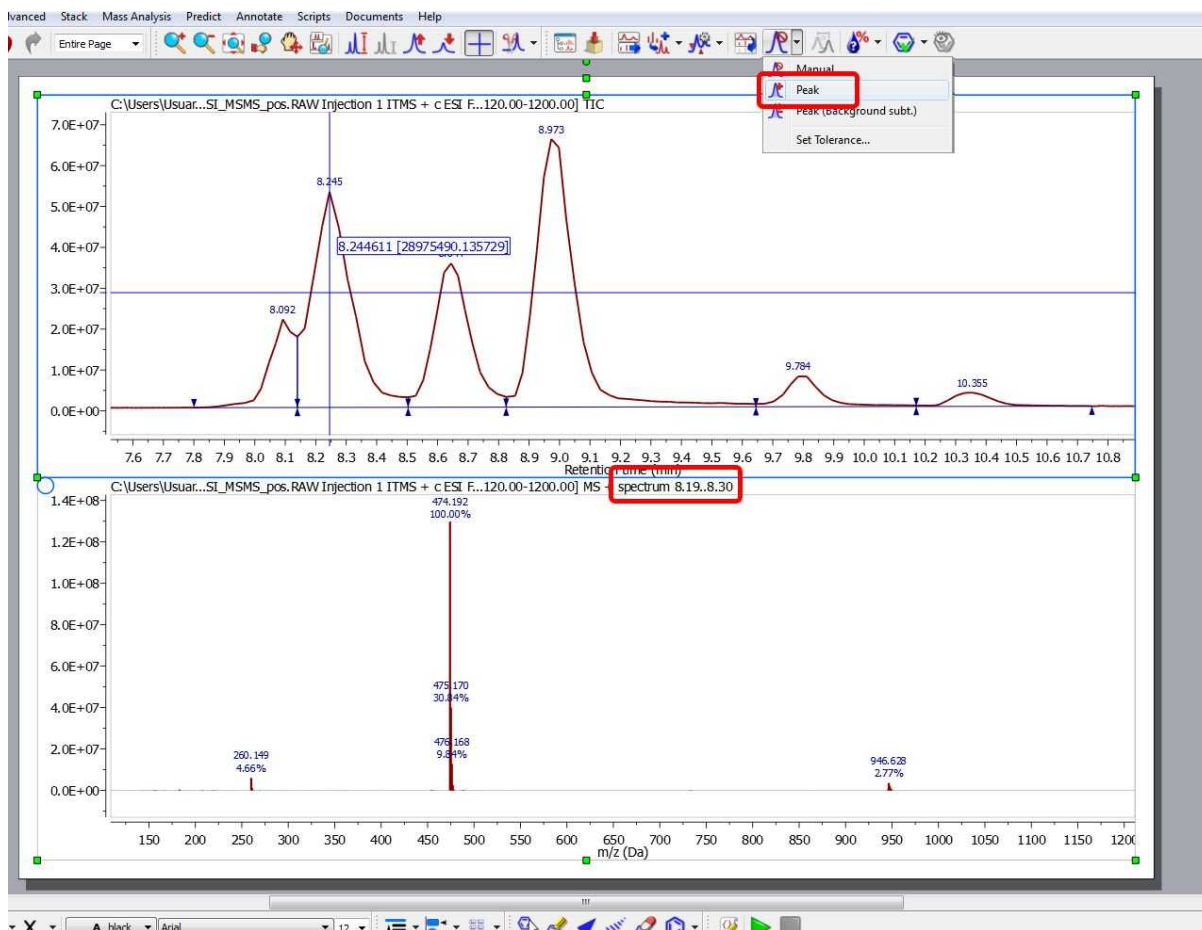 dvanced Stack Mass Analysis Predict Annotate Scripts Documents Help
Entire Page
Manual
Peak
Peak (Background subt.)
Set Tolerance...
C:\Users\Usuar...SI_MSMS_pos.RAW Injection 1 ITMS + c ESI F...120.00-1200.00] TIC
7.0E+07
6.0E+07
5.0E+07
4.0E+07
3.0E+07
2.0E+07
1.0E+07
0.0E+00
8.973
8.245
8.244611 [28975490.135729]
8.092
9.784
10.355
7.6 7.7 7.9 8.0 8.1 8.2 8.3 8.4 8.5 8.6 8.7 8.8 8.9 9.0 9.1 9.2 9.3 9.4 9.5 9.6 9.7 9.8 9.9 10.0 10.1 10.2 10.3 10.4 10.5 10.6 10.7 10.8
Retention time (min)
C:\Users\Usuar...SI_MSMS_pos.RAW Injection 1 ITMS + c ESI F...120.00-1200.00] MS - spectrum 8.19..8.30
1.4E+08
1.2E+08
1.0E+08
8.0E+07
6.0E+07
4.0E+07
2.0E+07
0.0E+00
474.192
100.00%
475.170
30.84%
476.168
9.84%
260.149
4.66%
946.628
2.77%
150 200 250 300 350 400 450 500 550 600 650 700 750 800 850 900 950 1000 1050 1100 1150 1200
m/z (Da)
A black Arial 12